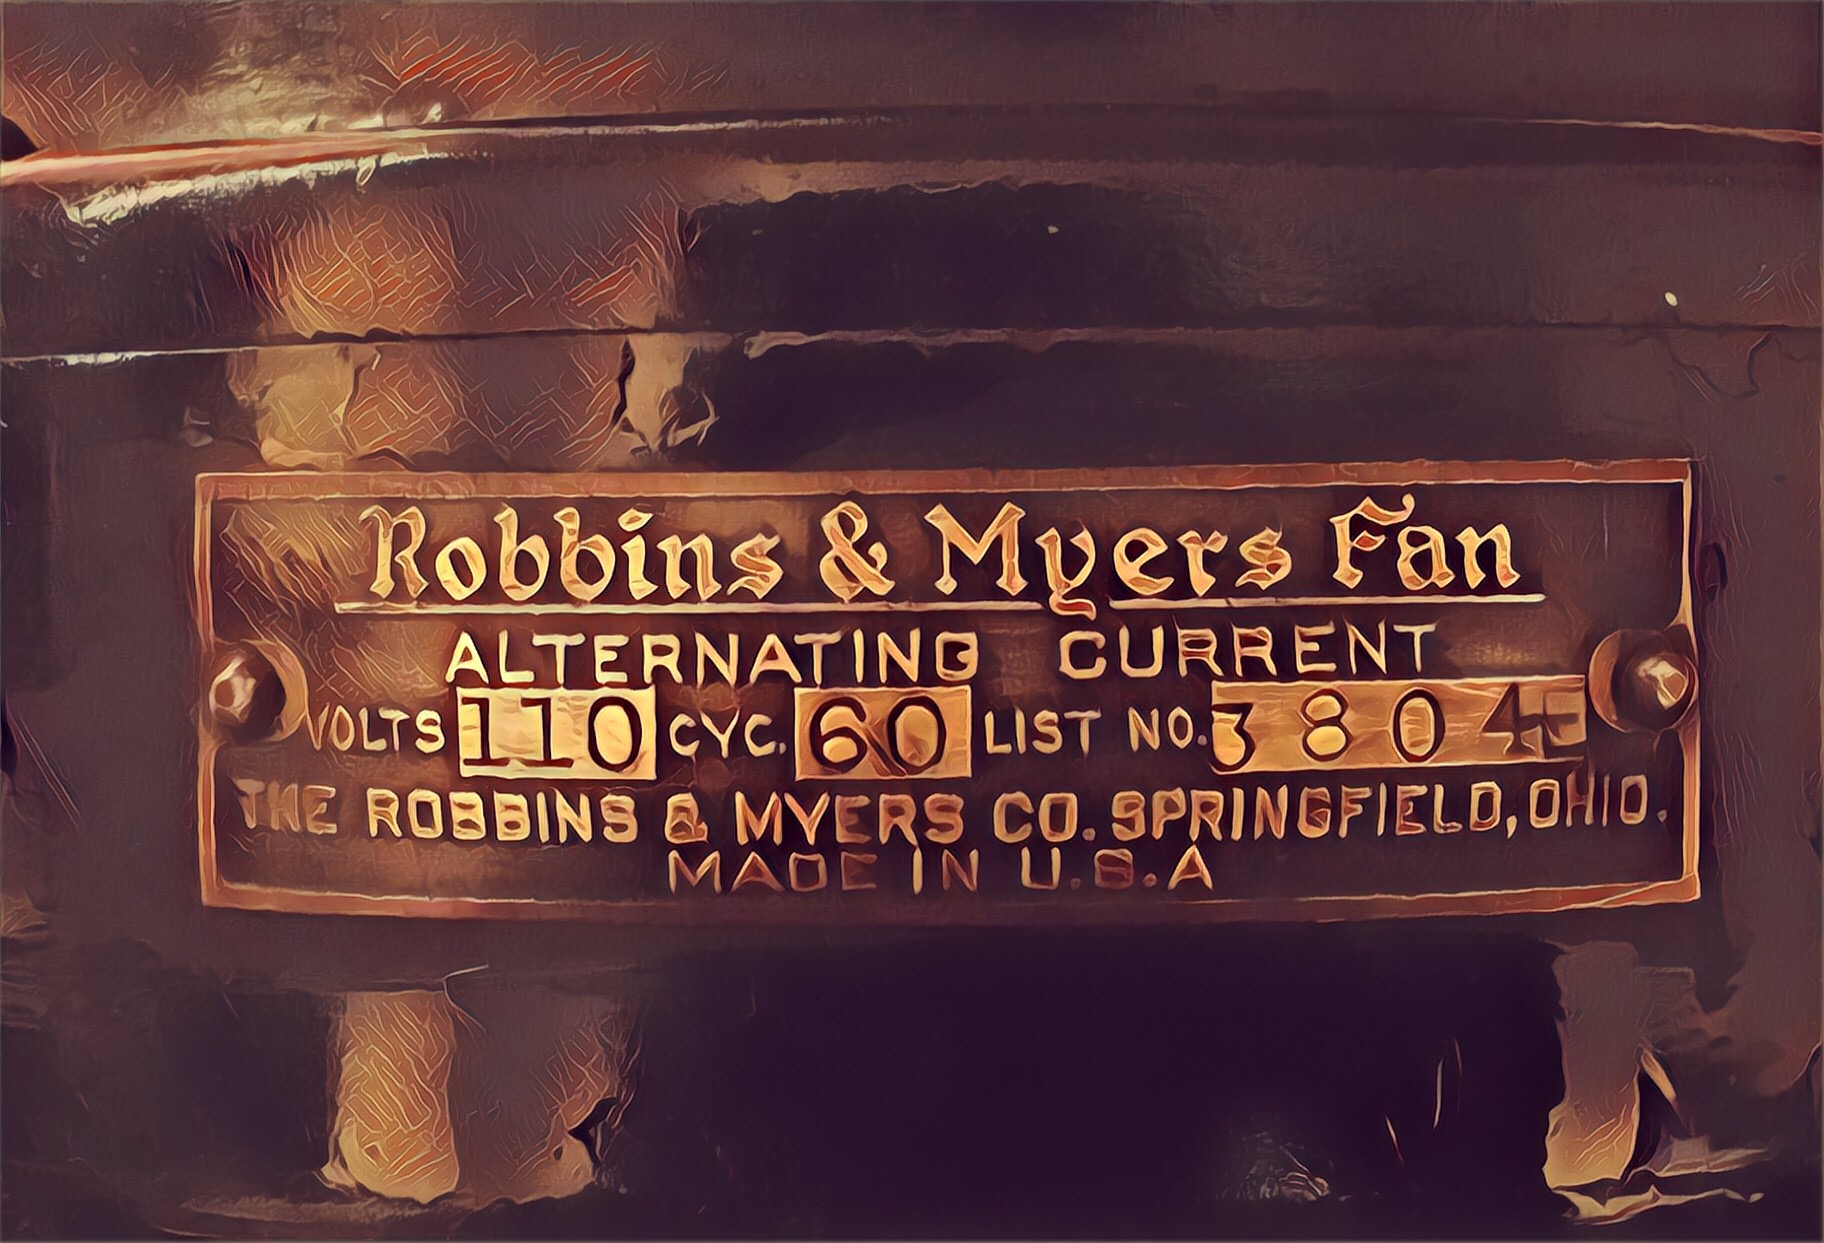 Robbins & Myers Fan
ALTERNATING CURRENT
VOLTS 110 CYC. 60 LIST NO. 3804
THE ROBBINS & MYERS CO. SPRINGFIELD, OHIO.
MADE IN U.S.A